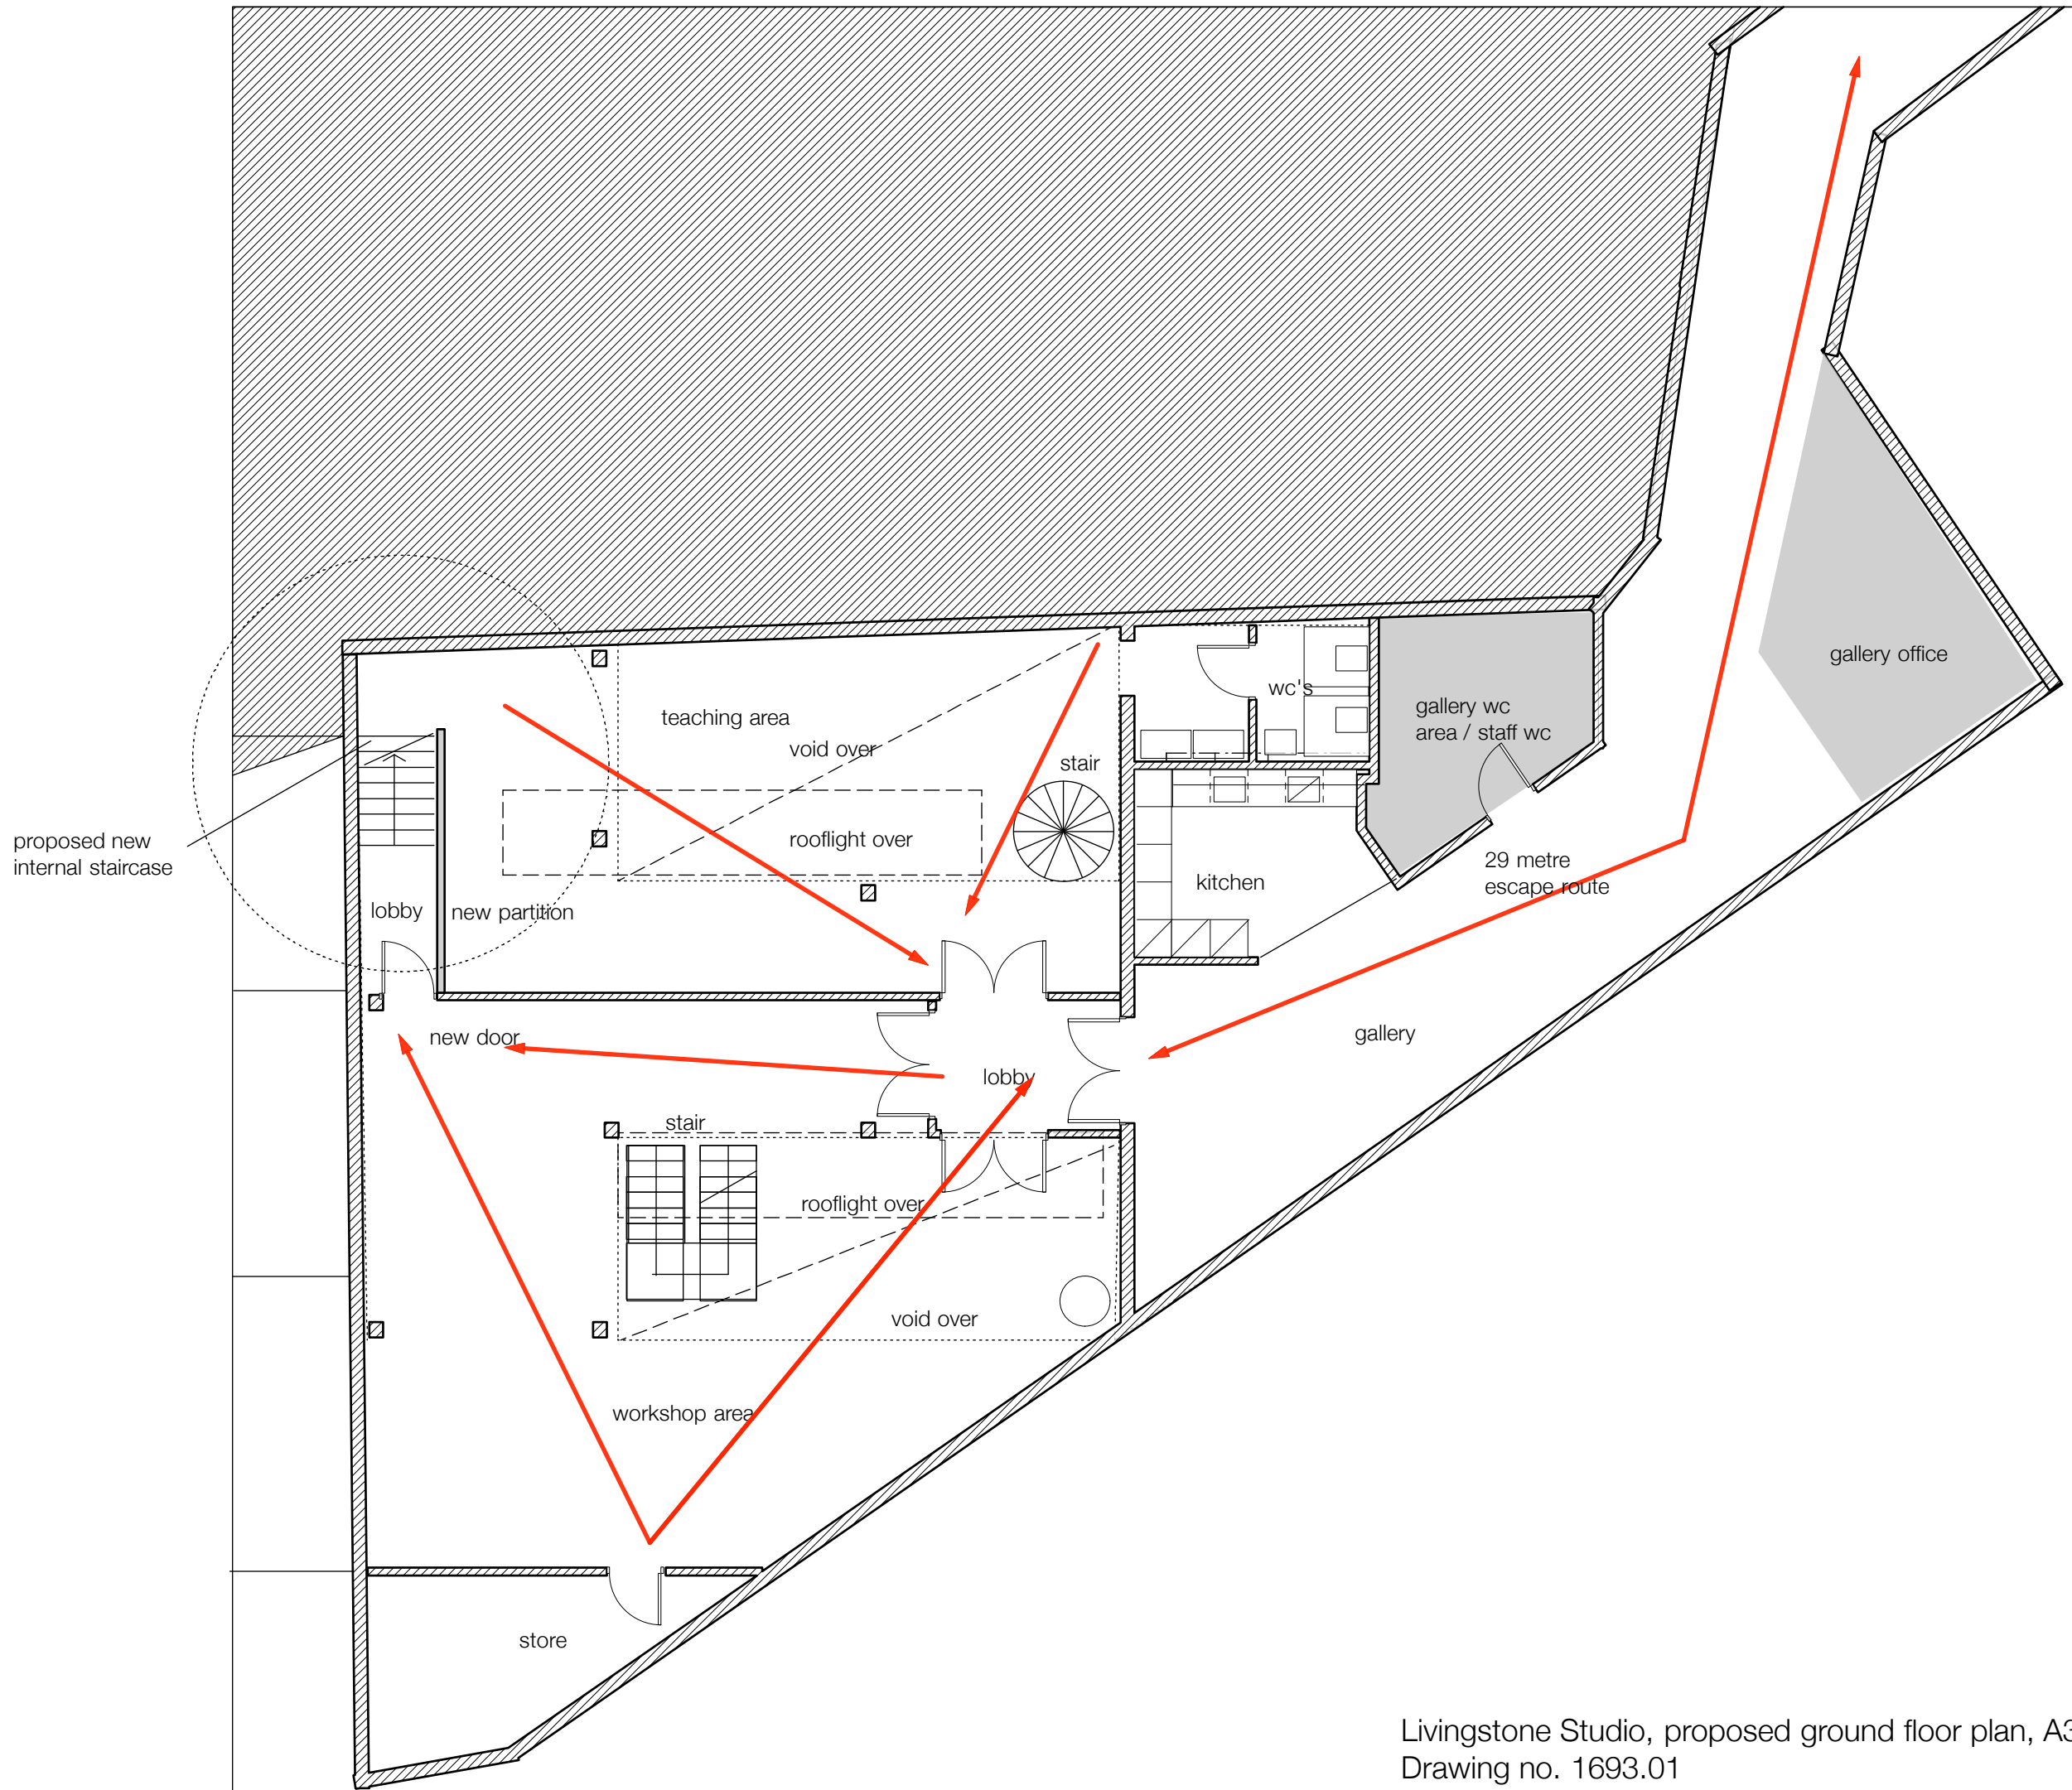 gallery office
wc's
gallery wc
area / staff wc
teaching area
void over
stair
rooflight over
proposed new
internal staircase
29 metre
escape route
kitchen
lobby
new partition
new door
gallery
lobby
stair
rooflight over
void over
workshop area
store
Livingstone Studio, proposed ground floor plan, A3
Drawing no. 1693.01